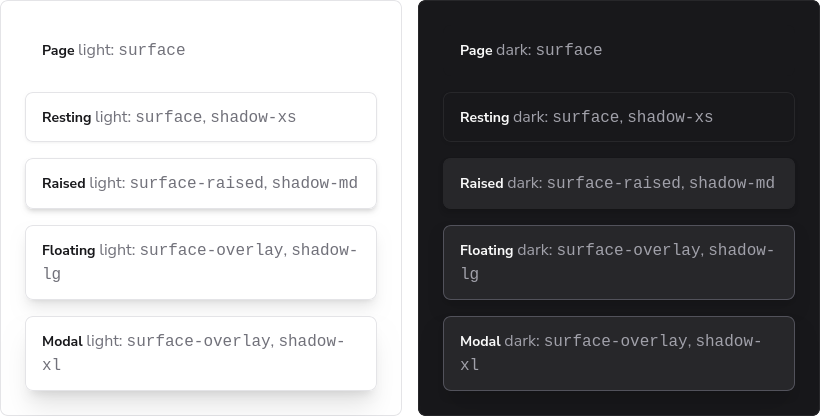 Page light: surface
Resting light: surface, shadow-xs
Raised light: surface-raised, shadow-md
Floating light: surface-overlay, shadow-
lg
Modal light: surface-overlay, shadow-
xl
Page dark: surface
Resting dark: surface, shadow-xs
Raised dark: surface-raised, shadow-md
Floating dark: surface-overlay, shadow-
lg
Modal dark: surface-overlay, shadow-
xl